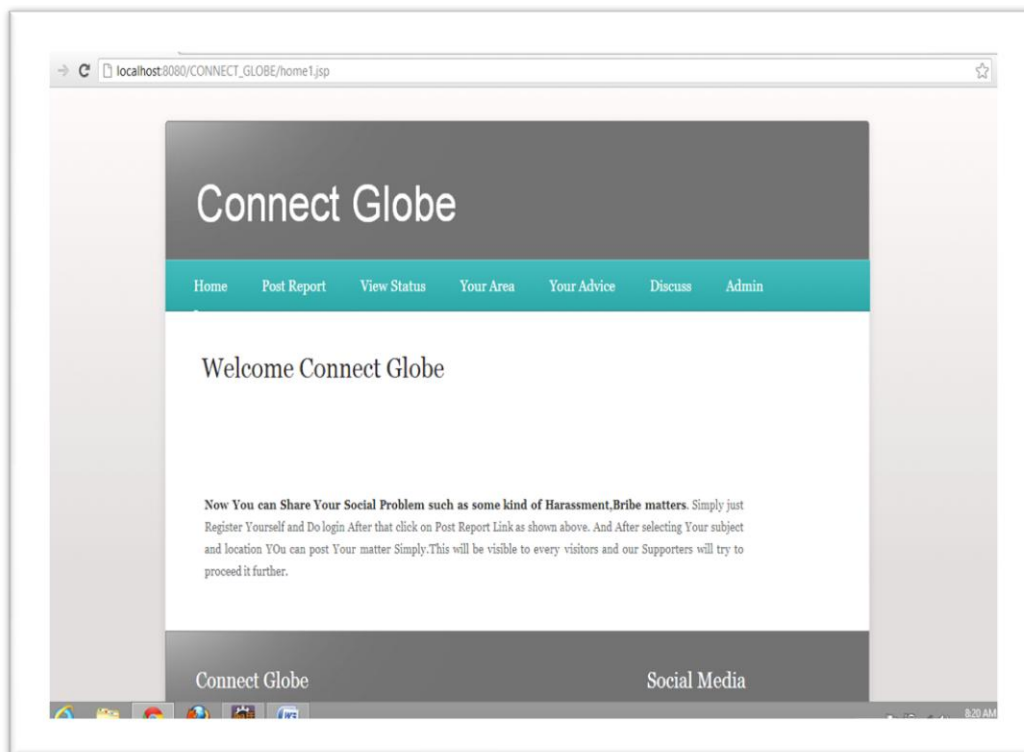 localhost:8080/CONNECT_GLOBE/home1.jsp
Connect Globe
Home Post Report View Status Your Area Your Advice Discuss Admin
Welcome Connect Globe
Now You can Share Your Social Problem such as some kind of Harassment,Bribe matters. Simply just
Register Yourself and Do login After that click on Post Report Link as shown above. And After selecting Your subject
and location YOu can post Your matter Simply.This will be visible to every visitors and our Supporters will try to
proceed it further.
Connect Globe Social Media
8:20 AM